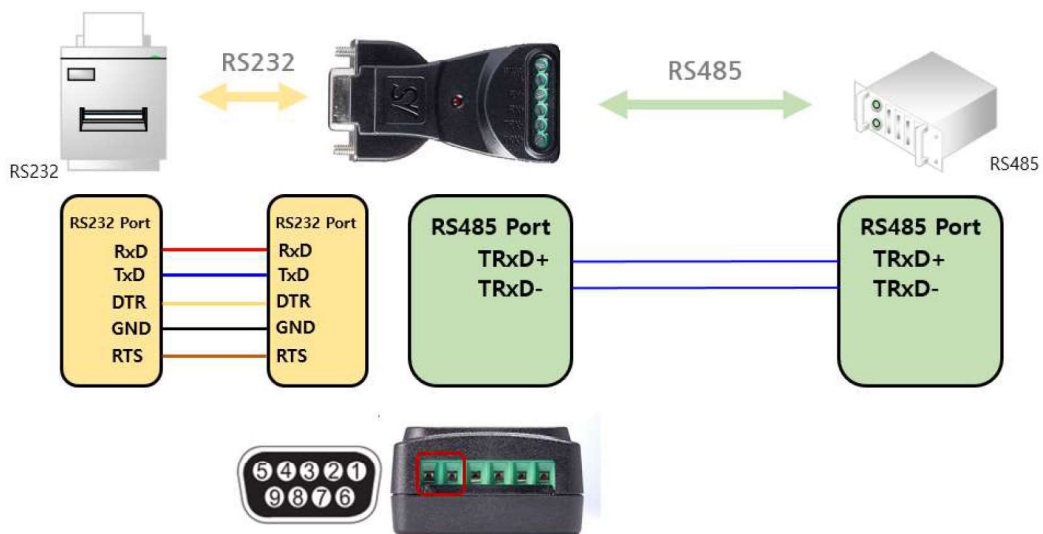 RS232
RS485
RS232
RS485
RS232 Port
RxD
TxD
DTR
GND
RTS
RS232 Port
RxD
TxD
DTR
GND
RTS
RS485 Port
TRxD+
TRxD-
RS485 Port
TRxD+
TRxD-
5 4 3 2 1
9 8 7 6